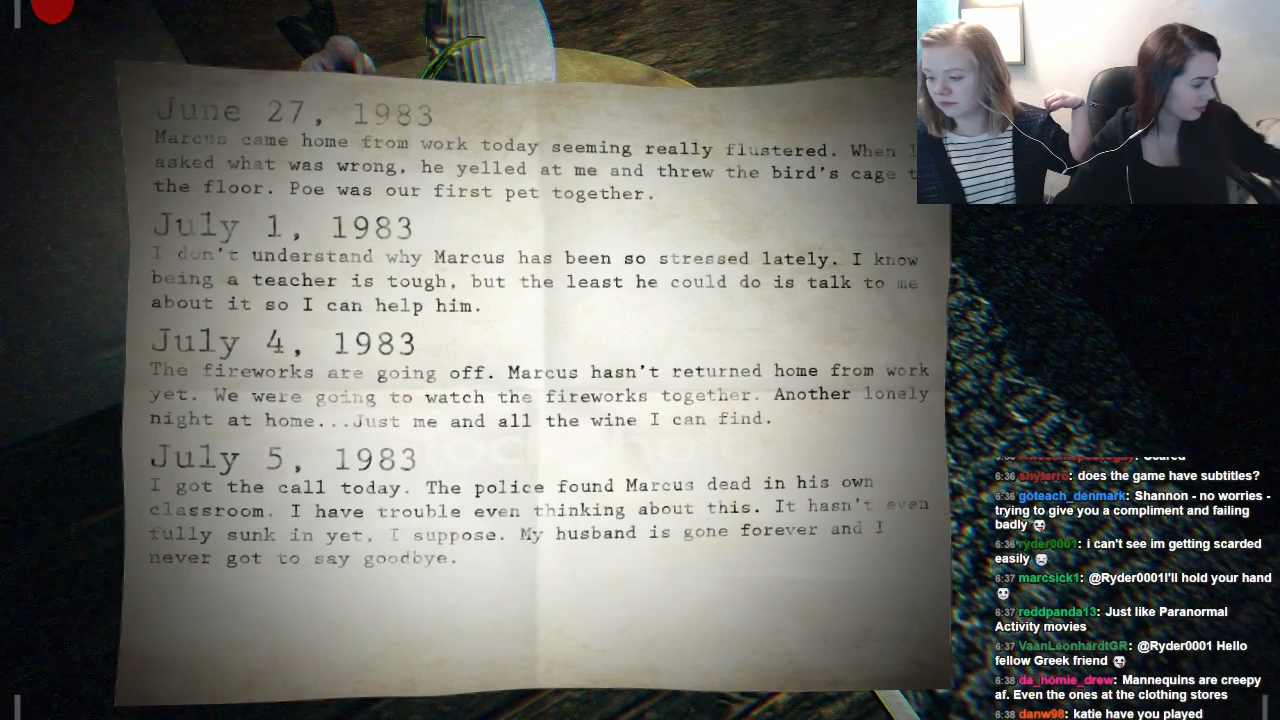 June 27, 1983
Marcus came home from work today seeming really flustered. When I
asked what was wrong, he yelled at me and threw the bird's cage
the floor. Poe was our first pet together.
July 1, 1983
I don't understand why Marcus has been so stressed lately. I know
being a teacher is tough, but the least he could do is talk to me
about it so I can help him.
July 4, 1983
The fireworks are going off. Marcus hasn't returned home from work
yet. We were going to watch the fireworks together. Another lonely
night at home...Just me and all the wine I can find.
July 5, 1983
I got the call today. The police found Marcus dead in his own
classroom. I have trouble even thinking about this. It hasn't even
fully sunk in yet, I suppose. My husband is gone forever and I
never got to say goodbye.
Scared
6:36 does the game have subtitles?
6:36 goteach_denmark: Shannon - no worries -
trying to give you a compliment and failing
badly
6:36 ryder0001: i can't see im getting scarded
easily
6:37 marcsick1: @Ryder0001I'll hold your hand
6:37 reddpanda13: Just like Paranormal
Activity movies
6:37 VaanLeonhardtGR: @Ryder0001 Hello
fellow Greek friend
6:38 da_homie_drew: Mannequins are creepy
af. Even the ones at the clothing stores
6:38 danw98: katie have you played